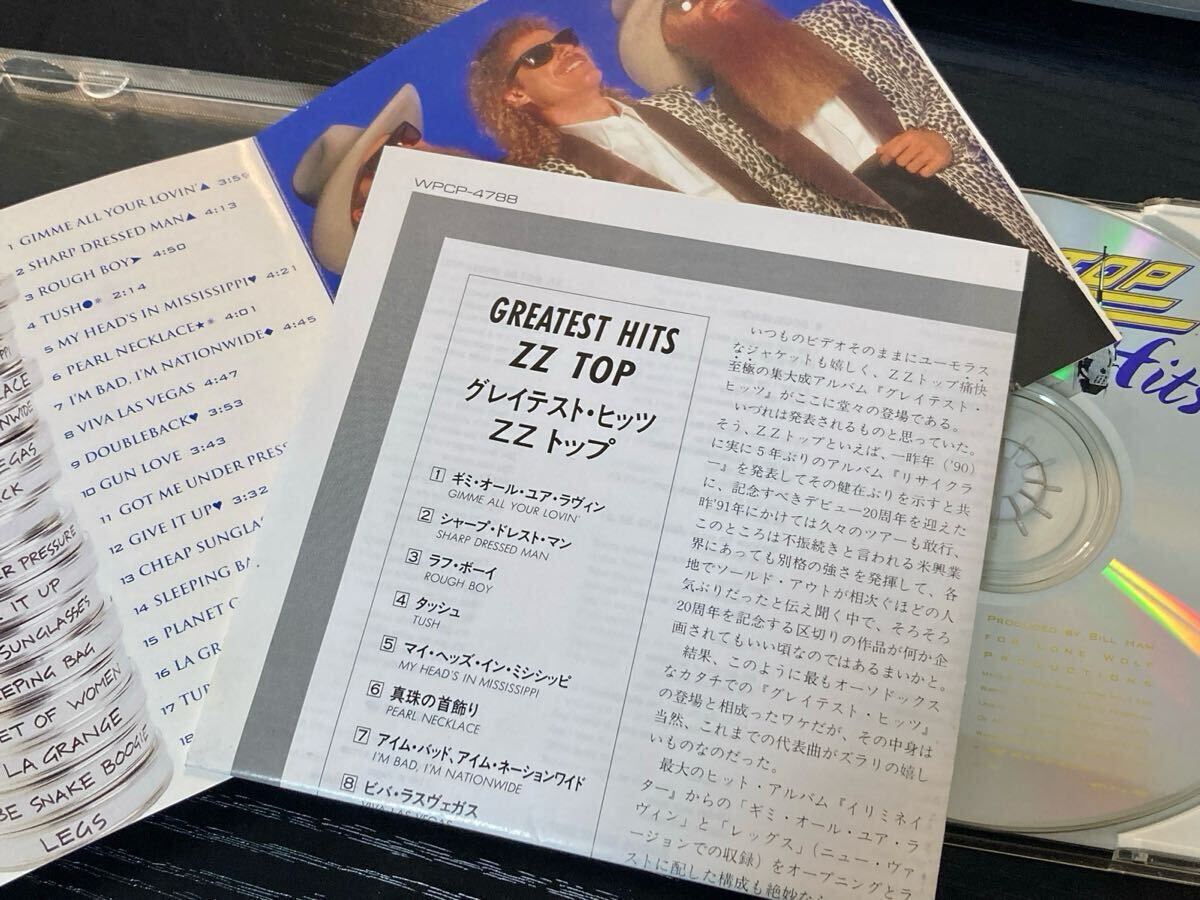 1 GIMME ALL YOUR LOVIN'▲ 3:59
2 SHARP DRESSED MAN▲ 4:13
3 ROUGH BOY➤ 4:50
4 TUSH●* 2:14
5 MY HEAD'S IN MISSISSIPPI♥ 4:21
6 PEARL NECKLACE★* 4:01
7 I'M BAD, I'M NATIONWIDE◆ 4:45
8 VIVA LAS VEGAS 4:47
9 DOUBLEBACK♥ 3:53
10 GUN LOVE 3:43
11 GOT ME UNDER PRESS
12 GIVE IT UP♥ 3:32
13 CHEAP SUNGLA
14 SLEEPING BA
15 PLANET O
16 LA GRA
17 TU
18
PPI
LACE
ONWIDE
EGAS
CK
ER PRESSURE
E IT UP
SUNGLASSES
EEPING BAG
ET OF WOMEN
LA GRANGE
BE SNAKE BOOGIE
LEGS
WPCP-4788
GREATEST HITS
ZZ TOP
グレイテスト・ヒッツ
ZZ トップ
1 ギミ・オール・ユア・ラヴィン
GIMME ALL YOUR LOVIN'
2 シャープ・ドレスト・マン
SHARP DRESSED MAN
3 ラフ・ボーイ
ROUGH BOY
4 タッシュ
TUSH
5 マイ・ヘッズ・イン・ミシシッピ
MY HEAD'S IN MISSISSIPPI
6 真珠の首飾り
PEARL NECKLACE
7 アイム・バッド、アイム・ネーションワイド
I'M BAD, I'M NATIONWIDE
8 ビバ・ラスヴェガス
VIVA LAS VEGAS
いつものビデオそのままにユーモラス
なジャケットも嬉しく、ZZトップ痛快
至極の集大成アルバム『グレイテスト・
ヒッツ』がここに堂々の登場である。
いづれは発表されるものと思っていた。
そう、ZZトップといえば、一昨年('90)
に実に5年ぶりのアルバム『リサイクラ
ー』を発表してその健在ぶりを示すと共
に、記念すべきデビュー20周年を迎えた
昨'91年にかけては久々のツアーも敢行、
このところは不振続きと言われる米興業
界にあっても別格の強さを発揮して、各
地でソールド・アウトが相次ぐほどの人
気ぶりだったと伝え聞く中で、そろそろ
20周年を記念する区切りの作品が何か企
画されてもいい頃なのではあるまいかと。
結果、このように最もオーソドックス
なカタチでの『グレイテスト・ヒッツ』
の登場と相成ったワケだが、その中身は
当然、これまでの代表曲がズラリの嬉し
いものなのだった。
最大のヒット・アルバム『イリミネイ
ター』からの「ギミ・オール・ユア・ラ
ヴィン」と「レッグス」(ニュー・ヴァ
ージョンでの収録)をオープニングとラ
ストに配した構成も絶妙なら
TOP
Hits
PRODUCED BY BILL HAM
FOR LONE WOLF
PRODUCTIONS